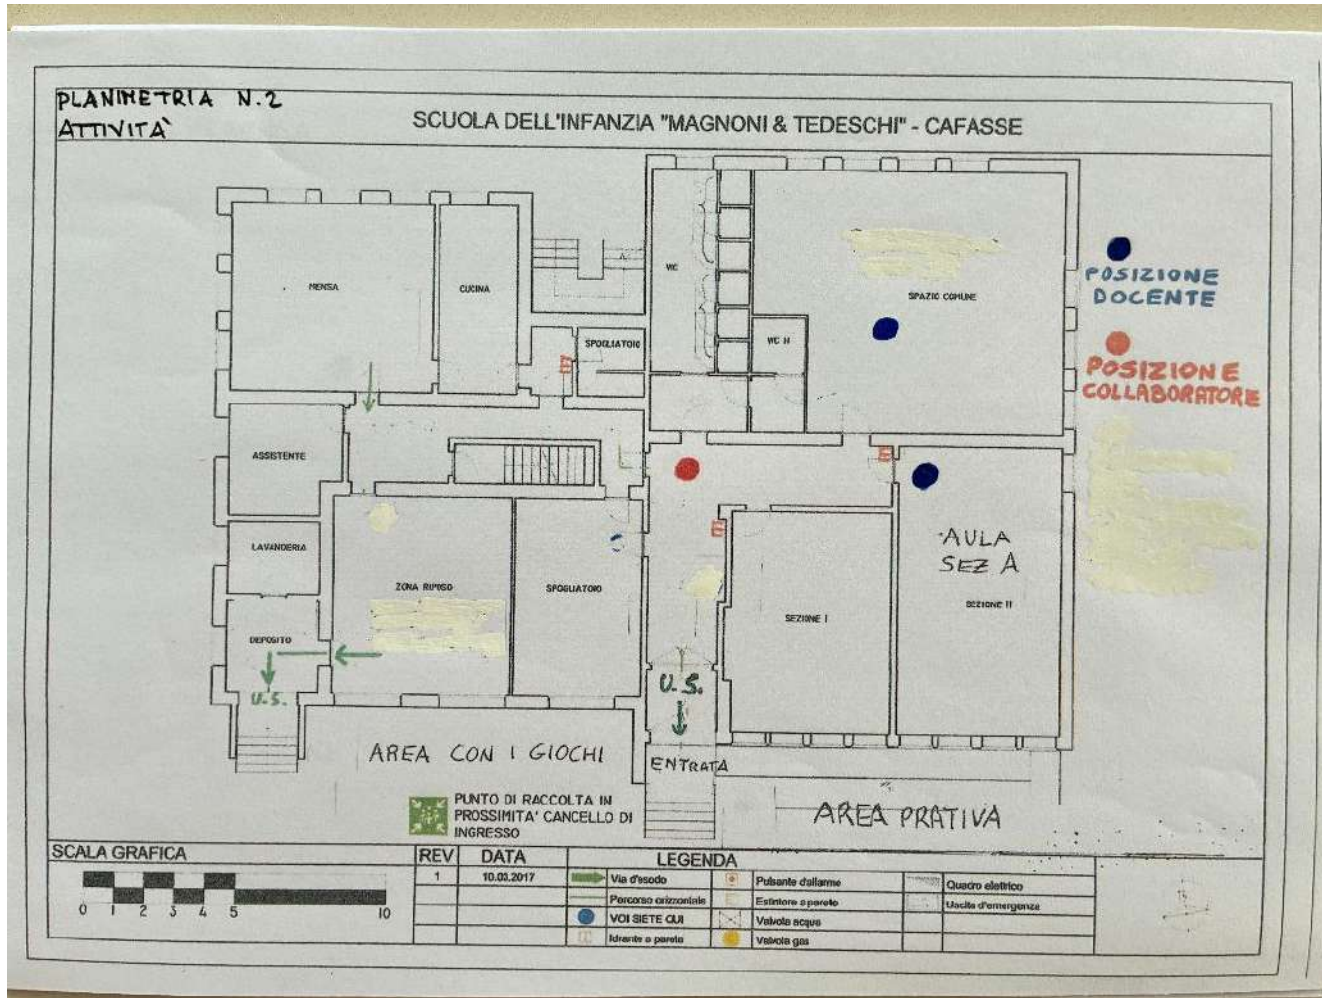 PLANIMETRIA N.2
ATTIVITÀ
SCUOLA DELL'INFANZIA "MAGNONI & TEDESCHI" - CAFASSE
MENSA
CUCINA
WC
SPAZIO COMUNE
SPOGLIATOIO
WC H
POSIZIONE
DOCENTE
POSIZIONE
COLLABORATORE
ASSISTENTE
LAVANDERIA
ZONA RIPOSO
SPOGLIATOIO
DEPOSITO
U.S.
AULA
SEZ A
SEZIONE I
SEZIONE II
U.S.
ENTRATA
AREA CON I GIOCHI
AREA PRATIVA
PUNTO DI RACCOLTA IN
PROSSIMITA' CANCELLO DI
INGRESSO
SCALA GRAFICA
0 1 2 3 4 5 10
REV DATA LEGENDA
1 10.03.2017
Via d'esodo
Percorso orizzontale
VOI SIETE QUI
Idrante a parete
Pulsante d'allarme
Estintore a parete
Valvola acqua
Valvola gas
Quadro elettrico
Uscita d'emergenza